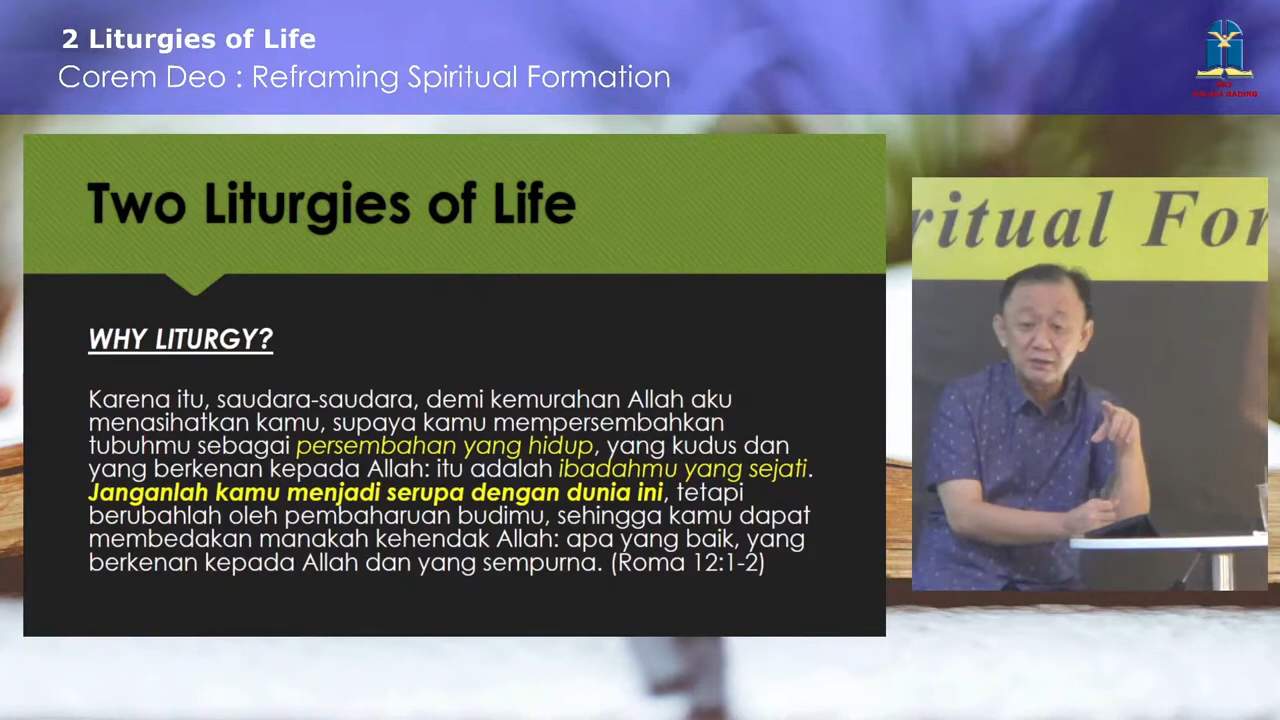 2 Liturgies of Life
Corem Deo : Reframing Spiritual Formation
Two Liturgies of Life
WHY LITURGY?
Karena itu, saudara-saudara, demi kemurahan Allah aku
menasihatkan kamu, supaya kamu mempersembahkan
tubuhmu sebagai persembahan yang hidup, yang kudus dan
yang berkenan kepada Allah: itu adalah ibadahmu yang sejati.
Janganlah kamu menjadi serupa dengan dunia ini, tetapi
berubahlah oleh pembaharuan budimu, sehingga kamu dapat
membedakan manakah kehendak Allah: apa yang baik, yang
berkenan kepada Allah dan yang sempurna. (Roma 12:1-2)
ritual For
GADING